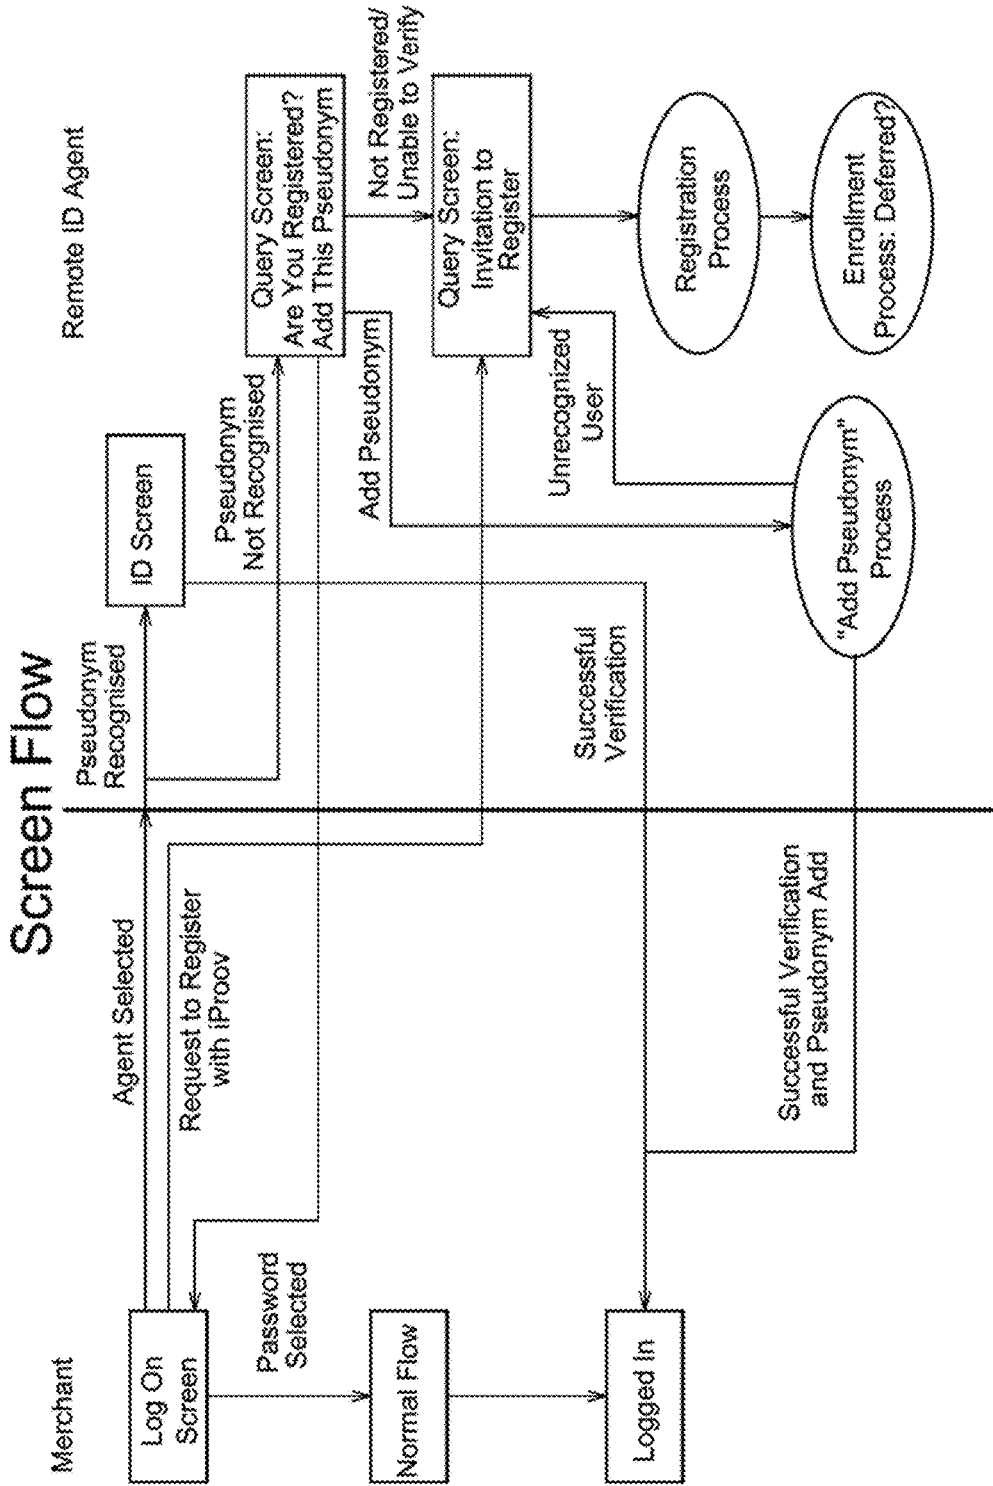 Screen Flow
Merchant
Remote ID Agent
Log On
Screen
Agent Selected
Pseudonym
Recognised
ID Screen
Request to Register
with iProov
Pseudonym
Not Recognised
Query Screen:
Are You Registered?
Add This Pseudonym
Password
Selected
Add Pseudonym
Not Registered/
Unable to Verify
Normal Flow
Query Screen:
Invitation to
Register
Unrecognized
User
Successful
Verification
Logged In
Registration
Process
Successful Verification
and Pseudonym Add
"Add Pseudonym"
Process
Enrollment
Process: Deferred?